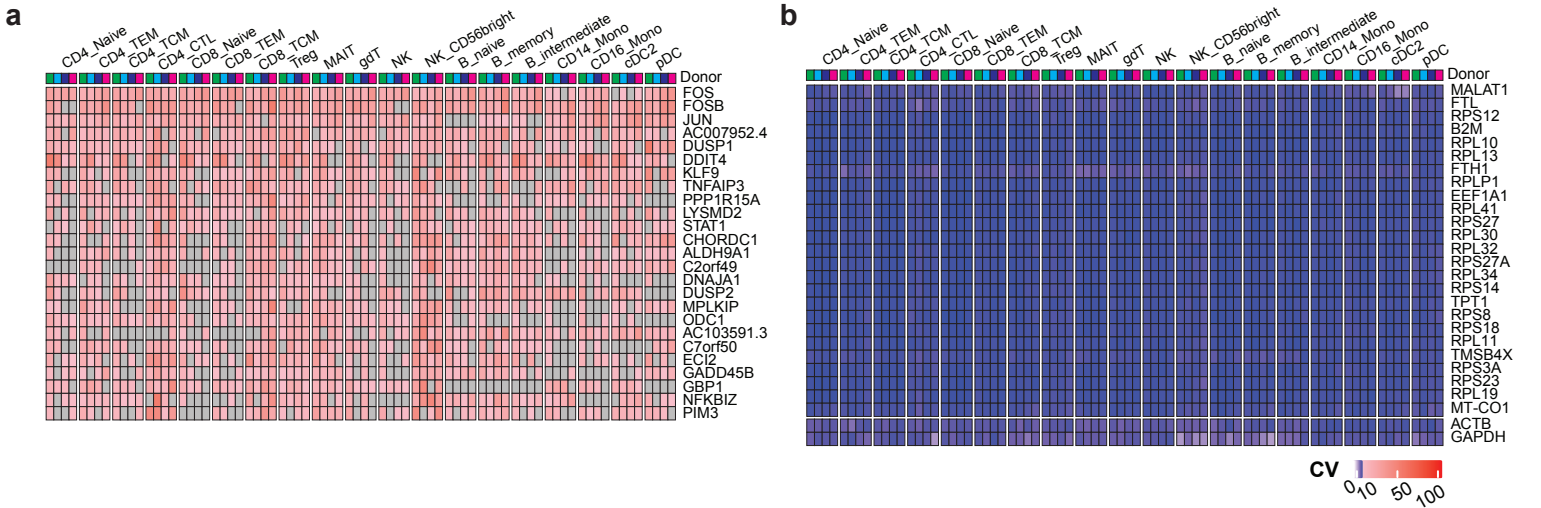 a
CD4_Naive
CD4_TEM
CD4_TCM
CD4_CTL
CD8_Naive
CD8_TEM
CD8_TCM
Treg
MAIT
gdT
NK
NK_CD56bright
B_naive
B_memory
B_intermediate
CD14_Mono
CD16_Mono
cDC2
pDC
Donor
FOS
FOSB
JUN
AC007952.4
DUSP1
DDIT4
KLF9
TNFAIP3
PPP1R15A
LYSMD2
STAT1
CHORDC1
ALDH9A1
C2orf49
DNAJA1
DUSP2
MPLKIP
ODC1
AC103591.3
C7orf50
ECI2
GADD45B
GBP1
NFKBIZ
PIM3
b
CD4_Naive
CD4_TEM
CD4_TCM
CD4_CTL
CD8_Naive
CD8_TEM
CD8_TCM
Treg
MAIT
gdT
NK
NK_CD56bright
B_naive
B_memory
B_intermediate
CD14_Mono
CD16_Mono
cDC2
pDC
Donor
MALAT1
FTL
RPS12
B2M
RPL10
RPL13
FTH1
RPLP1
EEF1A1
RPL41
RPS27
RPL30
RPL32
RPS27A
RPL34
RPS14
TPT1
RPS8
RPS18
RPL11
TMSB4X
RPS3A
RPS23
RPL19
MT-CO1
ACTB
GAPDH
CV
0 10 50 100